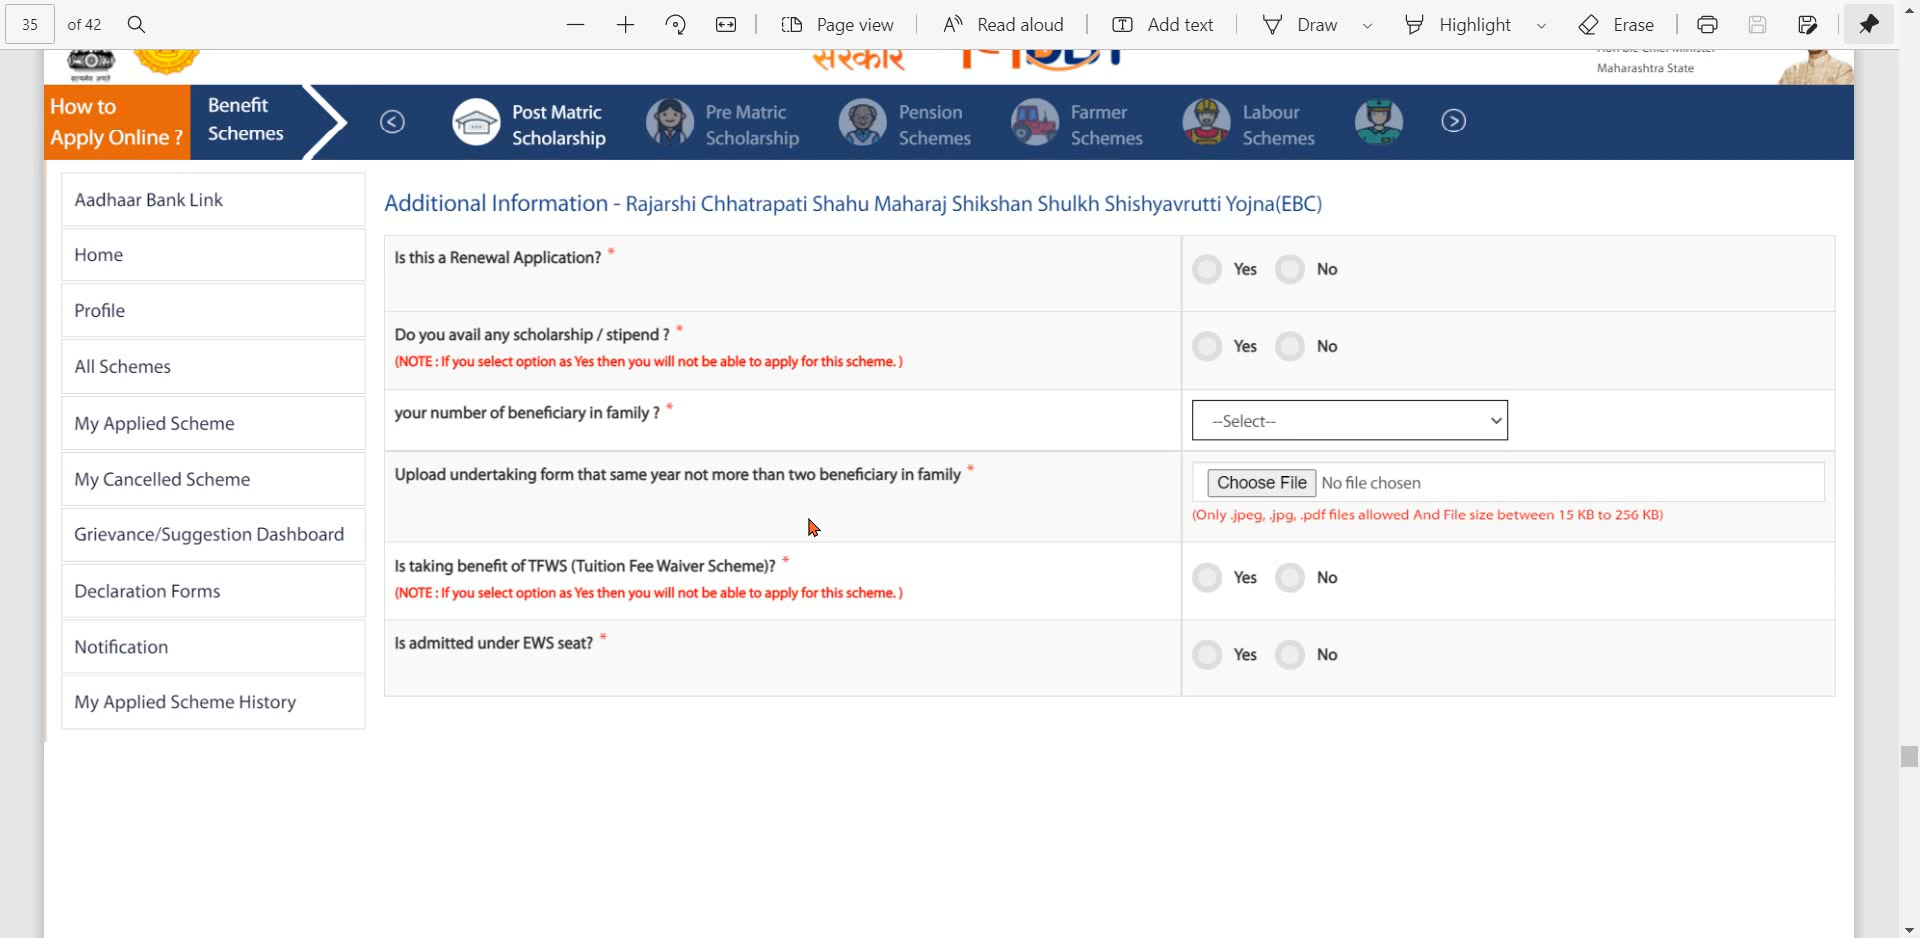 35 of 42 Page view Read aloud Add text Draw Highlight Erase
सत्यमेव जयते
सरकार
Maharashtra State
How to
Apply Online ?
Benefit
Schemes
Post Matric
Scholarship
Pre Matric
Scholarship
Pension
Schemes
Farmer
Schemes
Labour
Schemes
Aadhaar Bank Link
Home
Profile
All Schemes
My Applied Scheme
My Cancelled Scheme
Grievance/Suggestion Dashboard
Declaration Forms
Notification
My Applied Scheme History
Additional Information - Rajarshi Chhatrapati Shahu Maharaj Shikshan Shulkh Shishyavrutti Yojna(EBC)
Is this a Renewal Application? *
Yes No
Do you avail any scholarship / stipend ? *
(NOTE : If you select option as Yes then you will not be able to apply for this scheme. )
Yes No
your number of beneficiary in family ? *
--Select--
Upload undertaking form that same year not more than two beneficiary in family *
Choose File No file chosen
(Only .jpeg, .jpg, .pdf files allowed And File size between 15 KB to 256 KB)
Is taking benefit of TFWS (Tuition Fee Waiver Scheme)? *
(NOTE : If you select option as Yes then you will not be able to apply for this scheme. )
Yes No
Is admitted under EWS seat? *
Yes No